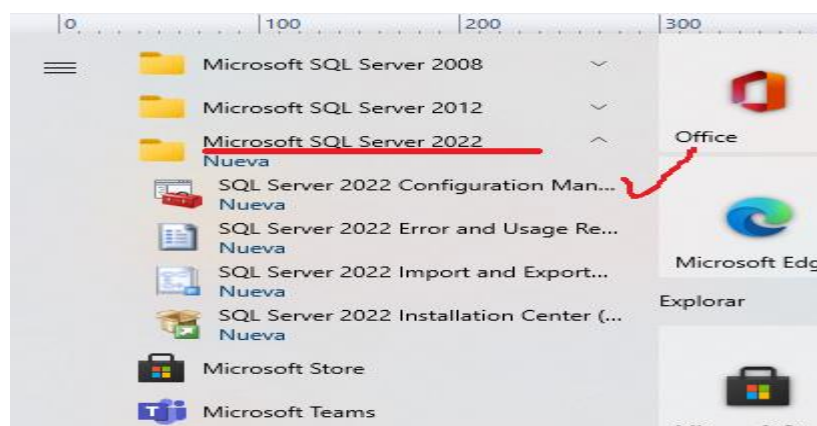 0 100 200 300
Microsoft SQL Server 2008
Microsoft SQL Server 2012
Microsoft SQL Server 2022
Nueva
Office
SQL Server 2022 Configuration Man...
Nueva
SQL Server 2022 Error and Usage Re...
Nueva
SQL Server 2022 Import and Export...
Nueva
Microsoft Edg
SQL Server 2022 Installation Center (...
Nueva
Explorar
Microsoft Store
Microsoft Teams